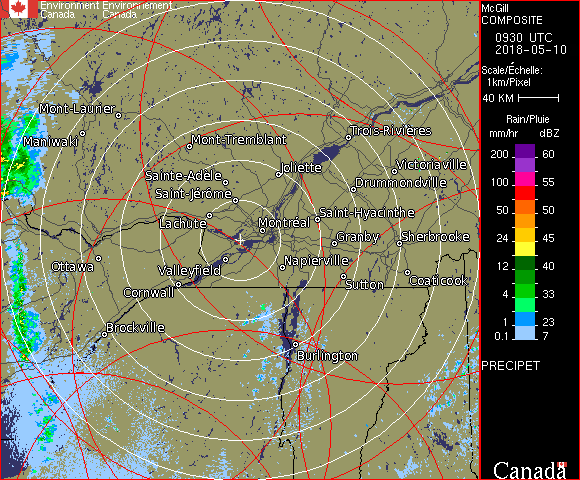 Environment Environnement
Canada Canada
McGill
COMPOSITE
0930 UTC
2018-05-10
Scale/Échelle:
1km/Pixel
40 KM
Rain/Pluie
mm/hr dBZ
200 60
100 55
50 50
24 45
12 40
4 33
1 23
0.1 7
PRECIPET
Canada
Mont-Laurier
Maniwaki
Mont-Tremblant
Trois-Rivières
Joliette
Victoriaville
Sainte-Adèle
Drummondville
Saint-Jérôme
Lachute
Saint-Hyacinthe
Montréal
Granby
Sherbrooke
Ottawa
Valleyfield
Napierville
Cornwall
Sutton
Coaticook
Brockville
Burlington